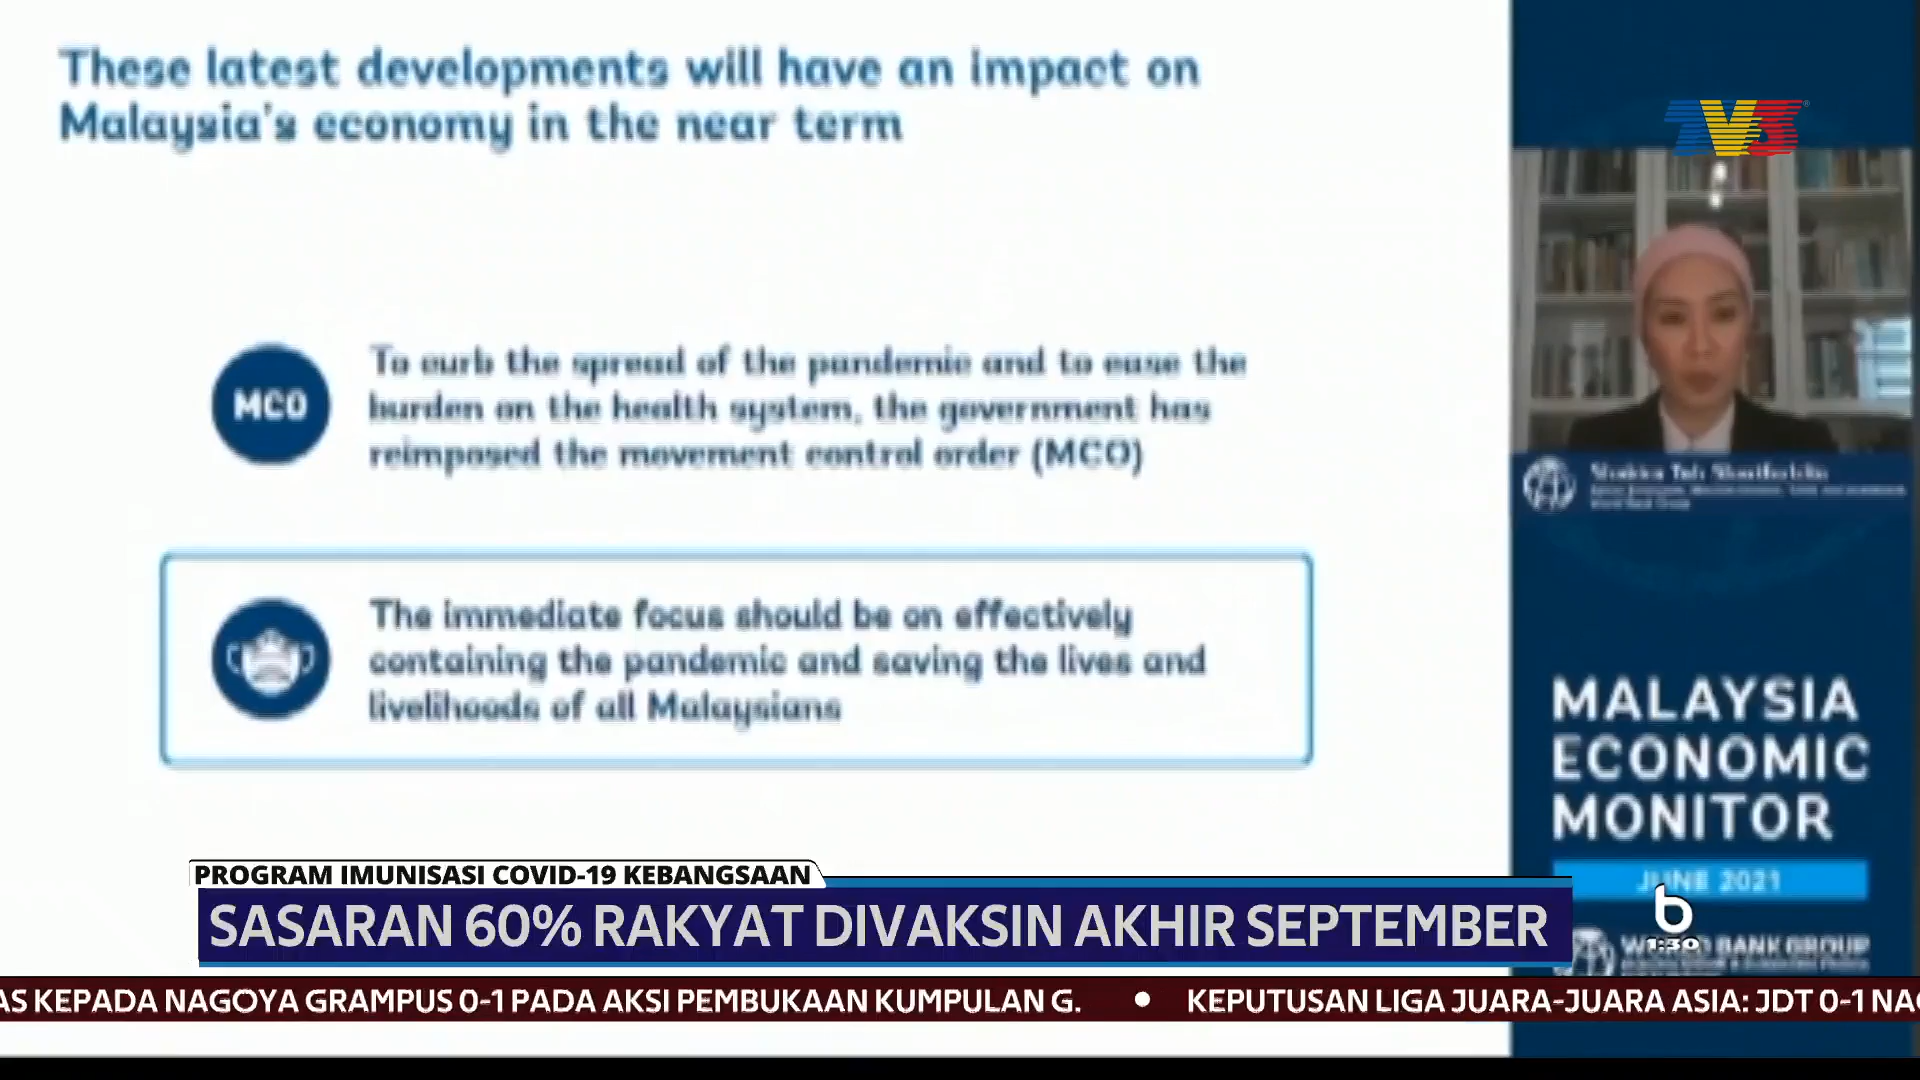 These latest developments will have an impact on
Malaysia's economy in the near term
TV3
MCO
To curb the spread of the pandemic and to ease the
burden on the health system, the government has
reimposed the movement control order (MCO)
The immediate focus should be on effectively
containing the pandemic and saving the lives and
livelihoods of all Malaysians
MALAYSIA
ECONOMIC
MONITOR
JUNE 2021
WORLD BANK GROUP
b
1:30
PROGRAM IMUNISASI COVID-19 KEBANGSAAN
SASARAN 60% RAKYAT DIVAKSIN AKHIR SEPTEMBER
AS KEPADA NAGOYA GRAMPUS 0-1 PADA AKSI PEMBUKAAN KUMPULAN G. • KEPUTUSAN LIGA JUARA-JUARA ASIA: JDT 0-1